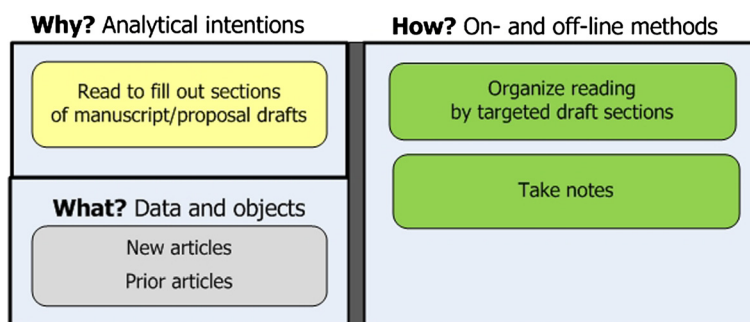 Why? Analytical intentions
Read to fill out sections
of manuscript/proposal drafts
What? Data and objects
New articles
Prior articles
How? On- and off-line methods
Organize reading
by targeted draft sections
Take notes